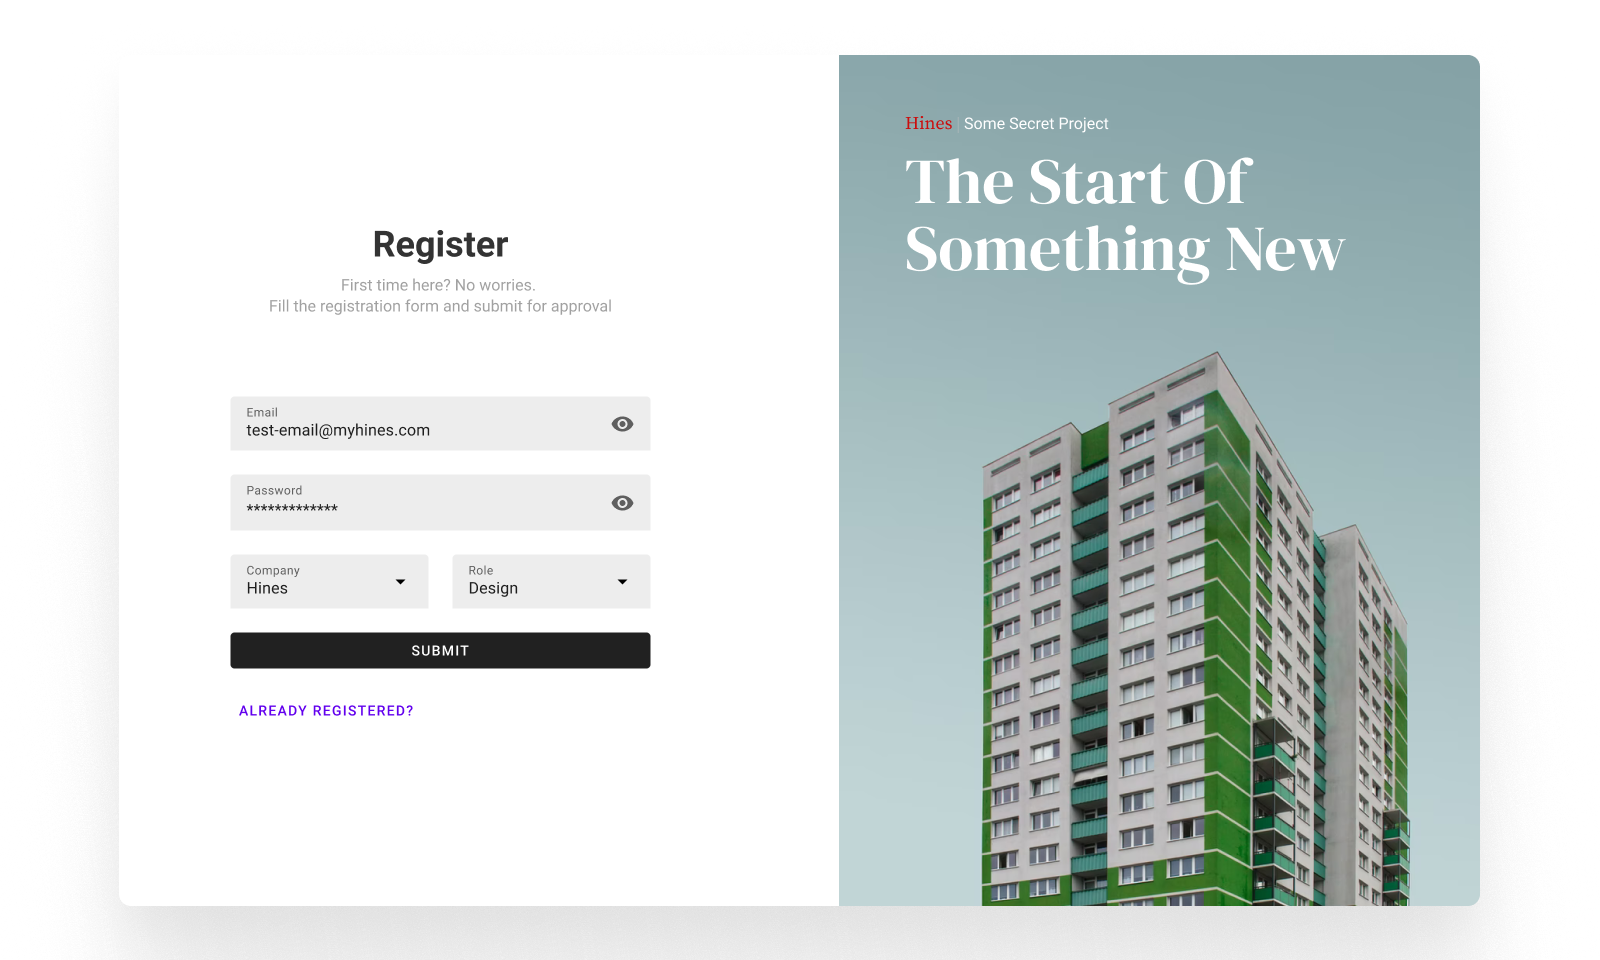 Register
First time here? No worries.
Fill the registration form and submit for approval
Email
test-email@myhines.com
Password
*************
Company
Hines
Role
Design
SUBMIT
ALREADY REGISTERED?
Hines | Some Secret Project
The Start Of
Something New